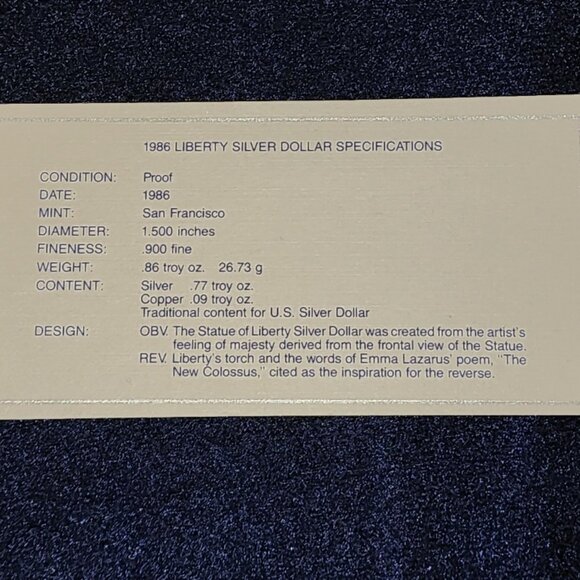 1986 LIBERTY SILVER DOLLAR SPECIFICATIONS
CONDITION: Proof
DATE: 1986
MINT: San Francisco
DIAMETER: 1.500 inches
FINENESS: .900 fine
WEIGHT: .86 troy oz. 26.73 g
CONTENT: Silver .77 troy oz.
Copper .09 troy oz.
Traditional content for U.S. Silver Dollar
DESIGN: OBV. The Statue of Liberty Silver Dollar was created from the artist's
feeling of majesty derived from the frontal view of the Statue.
REV. Liberty's torch and the words of Emma Lazarus' poem, "The
New Colossus," cited as the inspiration for the reverse.